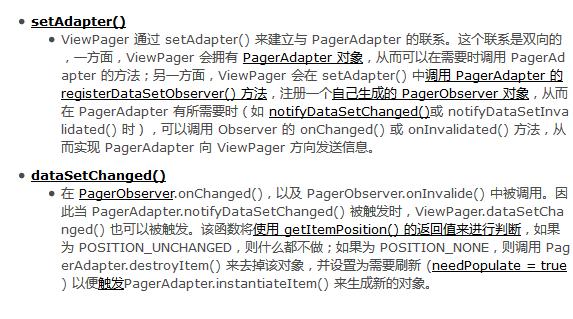 setAdapter()
ViewPager 通过 setAdapter() 来建立与 PagerAdapter 的联系。这个联系是双向的
，一方面，ViewPager 会拥有 PagerAdapter 对象，从而可以在需要时调用 PagerAd
apter 的方法；另一方面，ViewPager 会在 setAdapter() 中调用 PagerAdapter 的
registerDataSetObserver() 方法，注册一个自己生成的 PagerObserver 对象，从而
在 PagerAdapter 有所需要时（如 notifyDataSetChanged()或 notifyDataSetInva
lidated() 时），可以调用 Observer 的 onChanged() 或 onInvalidated() 方法，从
而实现 PagerAdapter 向 ViewPager 方向发送信息。
dataSetChanged()
在 PagerObserver.onChanged()，以及 PagerObserver.onInvalide() 中被调用。因
此当 PagerAdapter.notifyDataSetChanged() 被触发时，ViewPager.dataSetCha
nged() 也可以被触发。该函数将使用 getItemPosition() 的返回值来进行判断，如果
为 POSITION_UNCHANGED，则什么都不做；如果为 POSITION_NONE，则调用 Pag
erAdapter.destroyItem() 来去掉该对象，并设置为需要刷新 (needPopulate = true
) 以便触发PagerAdapter.instantiateItem() 来生成新的对象。